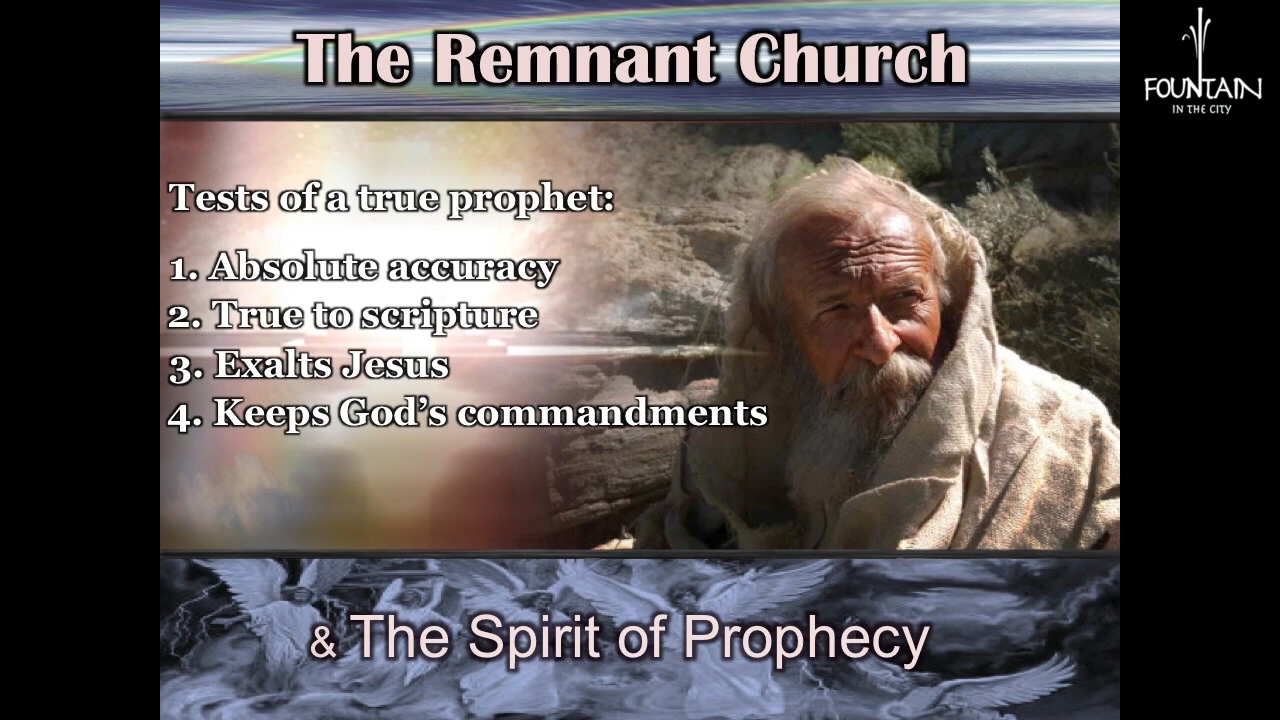 The Remnant Church
FOUNTAIN
IN THE CITY
Tests of a true prophet:
1. Absolute accuracy
2. True to scripture
3. Exalts Jesus
4. Keeps God’s commandments
& The Spirit of Prophecy